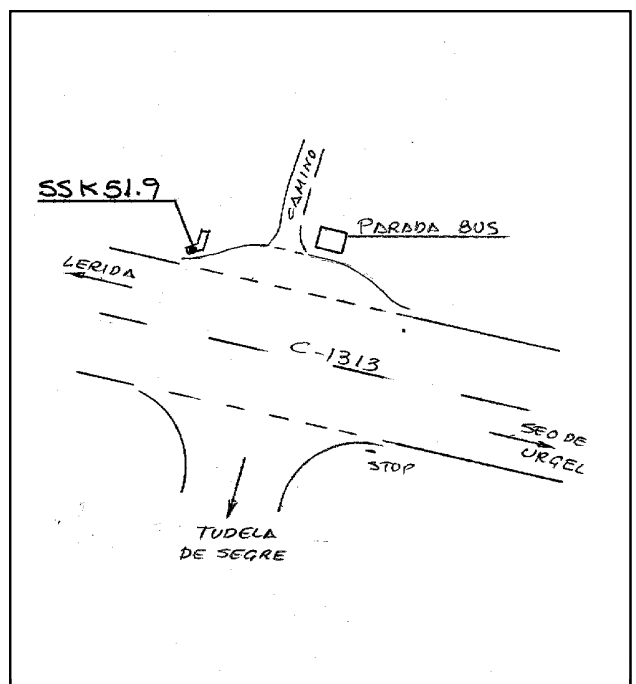 CAMINO
SSK51.9
PARADA BUS
LERIDA
C-1313
SEO DE
URGEL
STOP
TUDELA
DE SEGRE